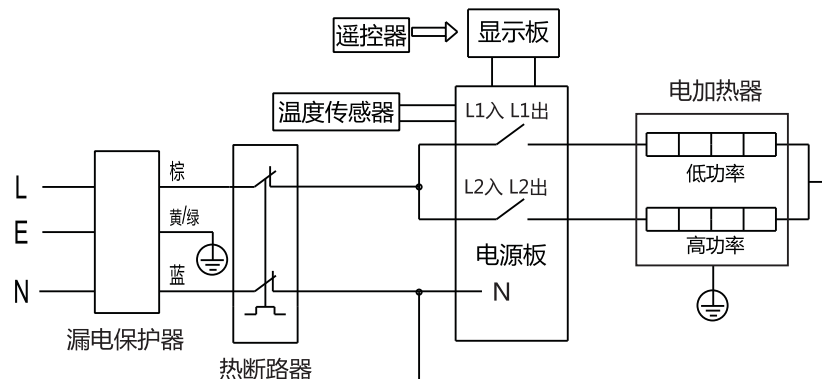 遥控器
显示板
温度传感器
L1入 L1出
电加热器
低功率
L
棕
L2入 L2出
E
黄/绿
高功率
电源板
N
蓝
N
漏电保护器
热断路器